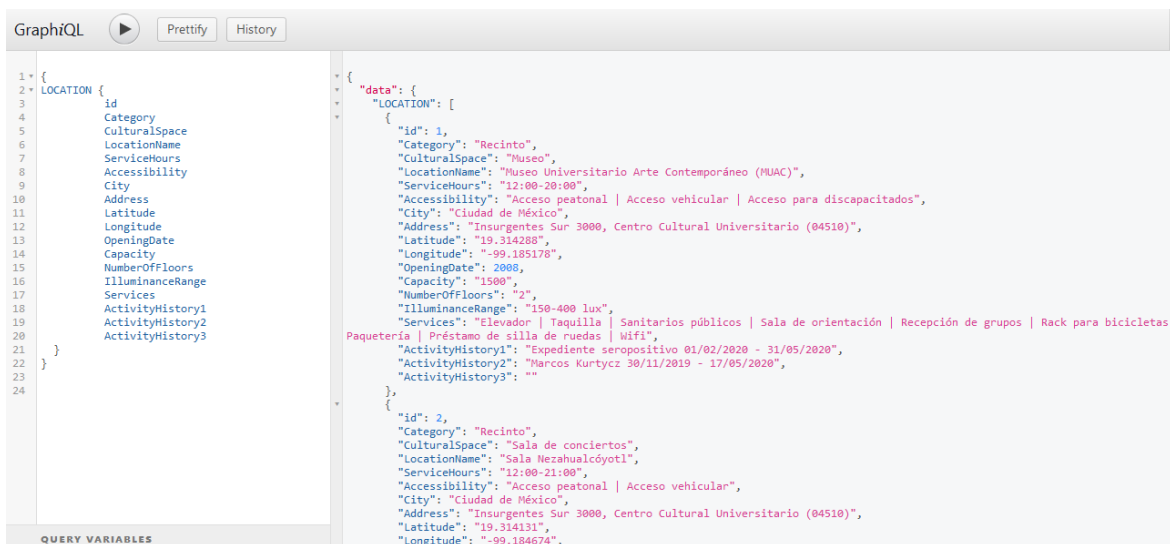 GraphiQL
Prettify
History
1 {
2 LOCATION {
3 id
4 Category
5 CulturalSpace
6 LocationName
7 ServiceHours
8 Accessibility
9 City
10 Address
11 Latitude
12 Longitude
13 OpeningDate
14 Capacity
15 NumberOfFloors
16 IlluminanceRange
17 Services
18 ActivityHistory1
19 ActivityHistory2
20 ActivityHistory3
21 }
22 }
23
24
QUERY VARIABLES
{
"data": {
"LOCATION": [
{
"id": 1,
"Category": "Recinto",
"CulturalSpace": "Museo",
"LocationName": "Museo Universitario Arte Contemporáneo (MUAC)",
"ServiceHours": "12:00-20:00",
"Accessibility": "Acceso peatonal | Acceso vehicular | Acceso para discapacitados",
"City": "Ciudad de México",
"Address": "Insurgentes Sur 3000, Centro Cultural Universitario (04510)",
"Latitude": "19.314288",
"Longitude": "-99.185178",
"OpeningDate": 2008,
"Capacity": "1500",
"NumberOfFloors": "2",
"IlluminanceRange": "150-400 lux",
"Services": "Elevador | Taquilla | Sanitarios públicos | Sala de orientación | Recepción de grupos | Rack para bicicletas
Paquetería | Préstamo de silla de ruedas | Wifi",
"ActivityHistory1": "Expediente seropositivo 01/02/2020 - 31/05/2020",
"ActivityHistory2": "Marcos Kurtycz 30/11/2019 - 17/05/2020",
"ActivityHistory3": ""
},
{
"id": 2,
"Category": "Recinto",
"CulturalSpace": "Sala de conciertos",
"LocationName": "Sala Nezahualcóyotl",
"ServiceHours": "12:00-21:00",
"Accessibility": "Acceso peatonal | Acceso vehicular",
"City": "Ciudad de México",
"Address": "Insurgentes Sur 3000, Centro Cultural Universitario (04510)",
"Latitude": "19.314131",
"Longitude": "-99.184674",